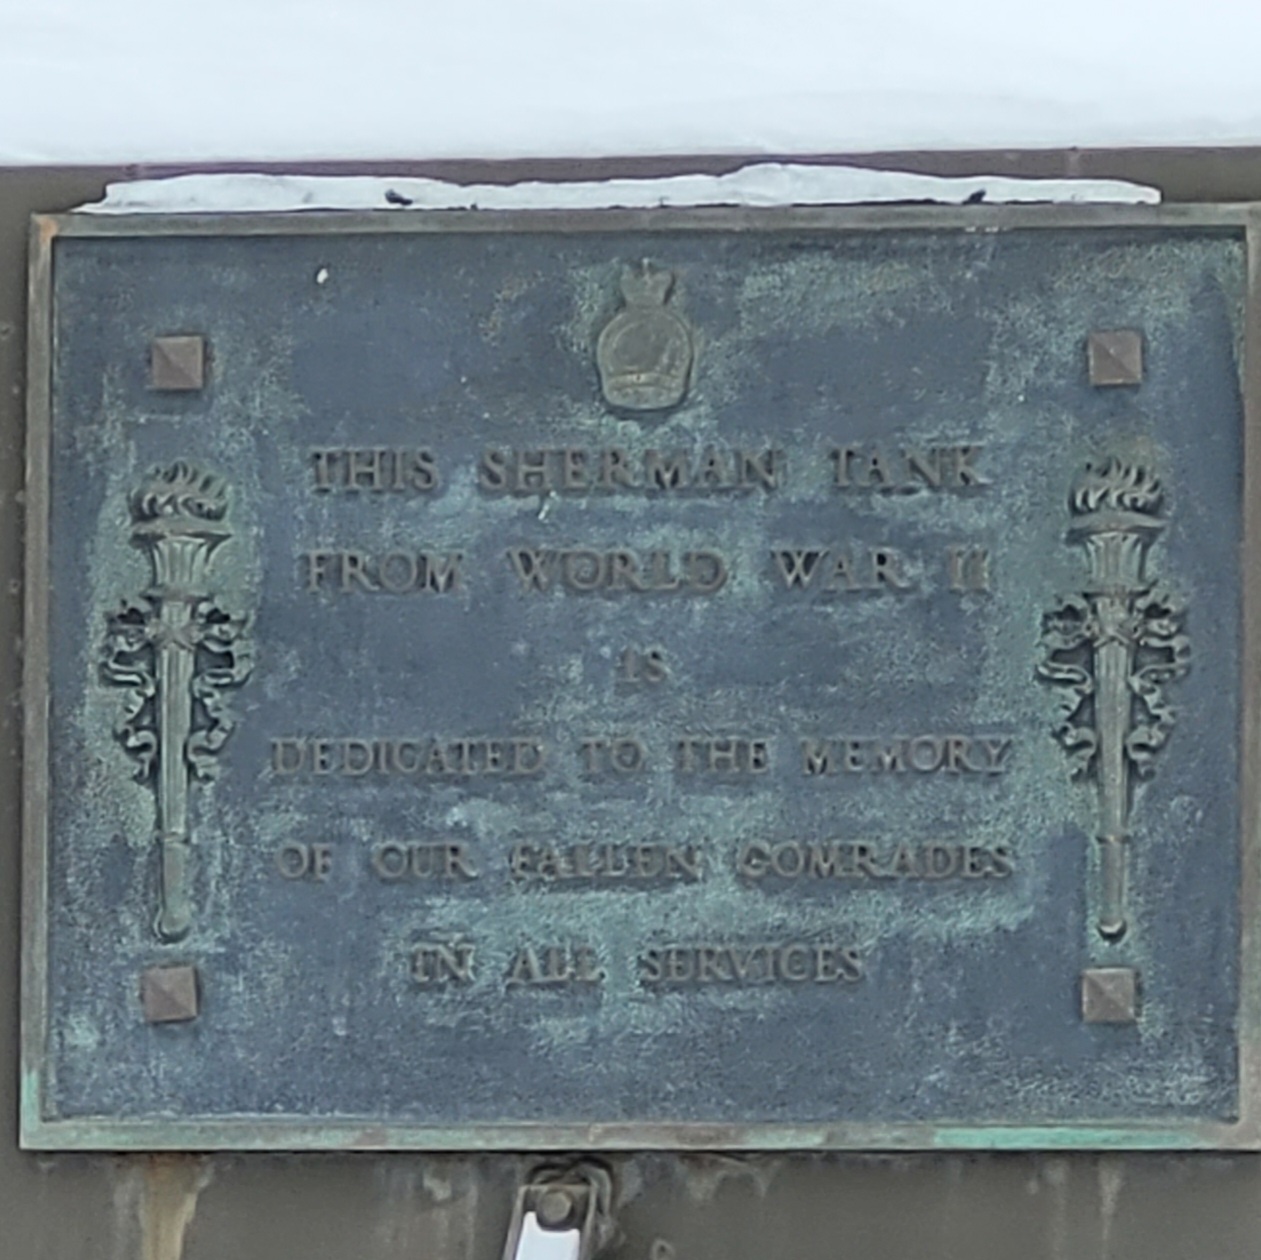 THIS SHERMAN TANK
FROM WORLD WAR II
IS
DEDICATED TO THE MEMORY
OF OUR FALLEN COMRADES
IN ALL SERVICES